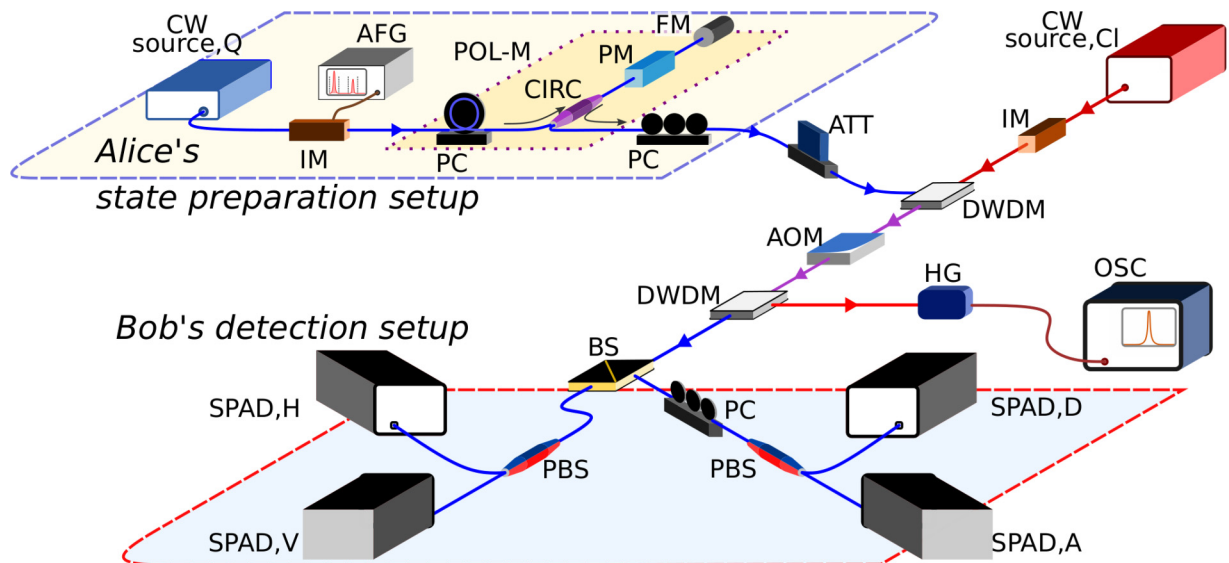 CW
source,Q
AFG
POL-M
FM
PM
CIRC
IM
PC
PC
Alice's
state preparation setup
ATT
CW
source,Cl
IM
DWDM
AOM
DWDM
HG
OSC
Bob's detection setup
BS
SPAD,H
PC
SPAD,D
PBS
PBS
SPAD,V
SPAD,A